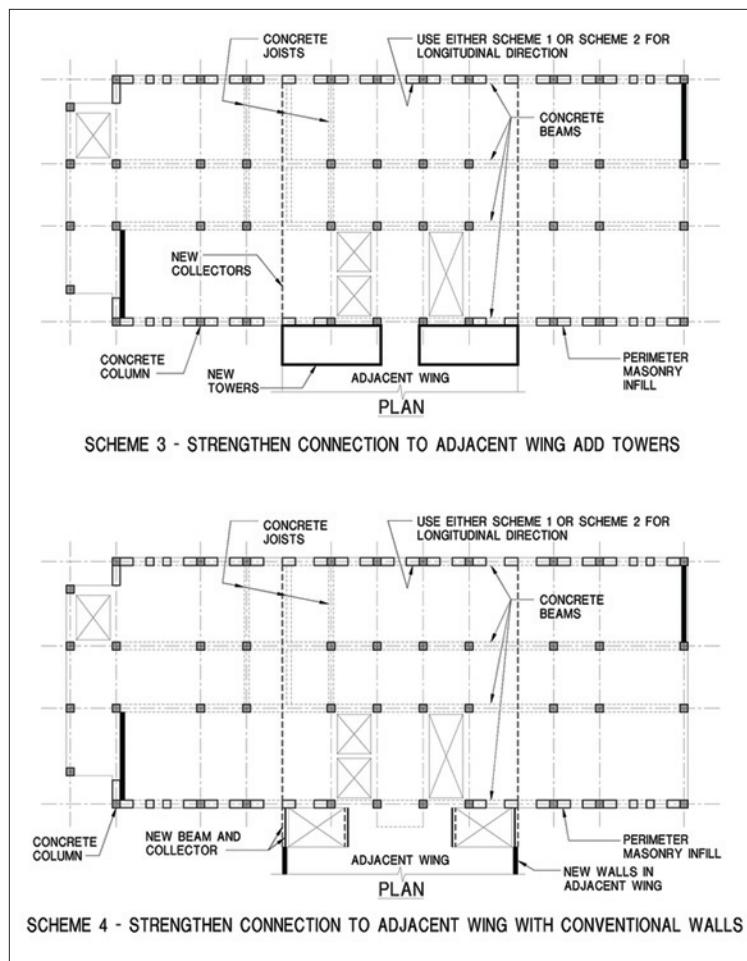 CONCRETE
JOISTS
USE EITHER SCHEME 1 OR SCHEME 2 FOR
LONGITUDINAL DIRECTION
CONCRETE
BEAMS
NEW
COLLECTORS
CONCRETE
COLUMN
NEW
TOWERS
ADJACENT WING
PERIMETER
MASONRY
INFILL
PLAN
SCHEME 3 - STRENGTHEN CONNECTION TO ADJACENT WING ADD TOWERS
CONCRETE
JOISTS
USE EITHER SCHEME 1 OR SCHEME 2 FOR
LONGITUDINAL DIRECTION
CONCRETE
BEAMS
CONCRETE
COLUMN
NEW BEAM AND
COLLECTOR
ADJACENT WING
PERIMETER
MASONRY INFILL
NEW WALLS IN
ADJACENT WING
PLAN
SCHEME 4 - STRENGTHEN CONNECTION TO ADJACENT WING WITH CONVENTIONAL WALLS